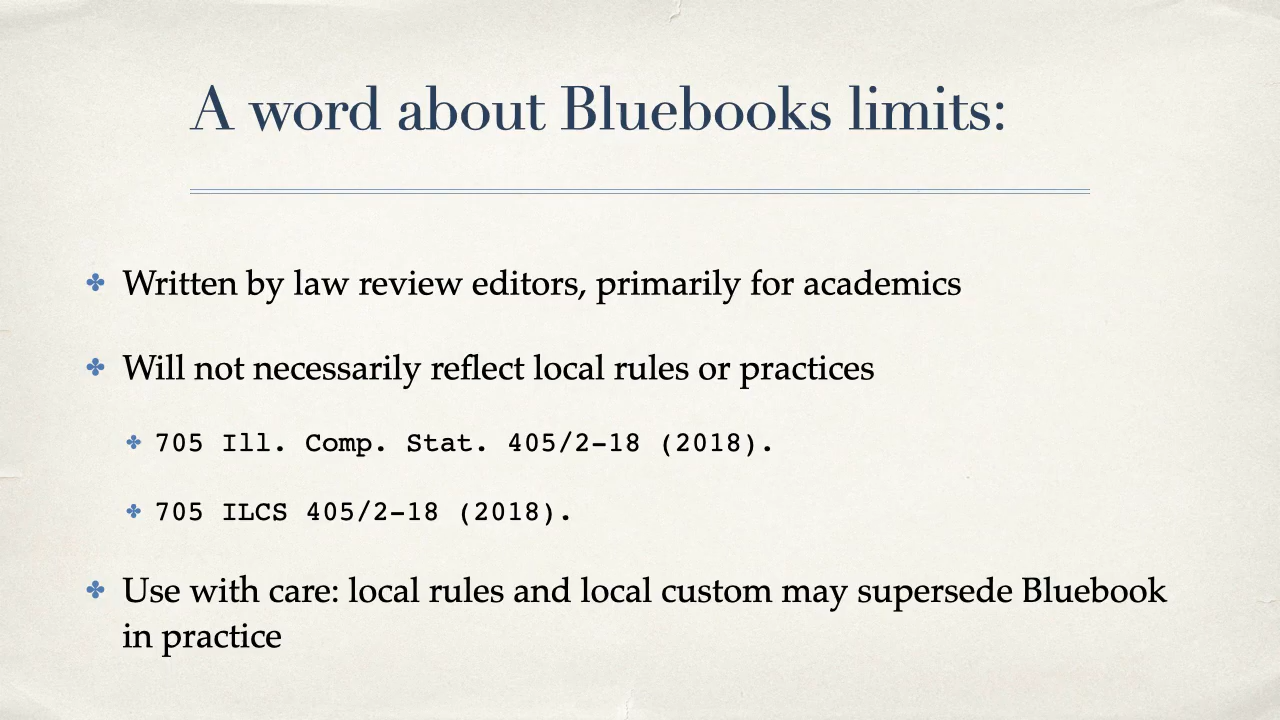 A word about Bluebooks limits:
Written by law review editors, primarily for academics
Will not necessarily reflect local rules or practices
705 Ill. Comp. Stat. 405/2-18 (2018).
705 ILCS 405/2-18 (2018).
Use with care: local rules and local custom may supersede Bluebook
in practice